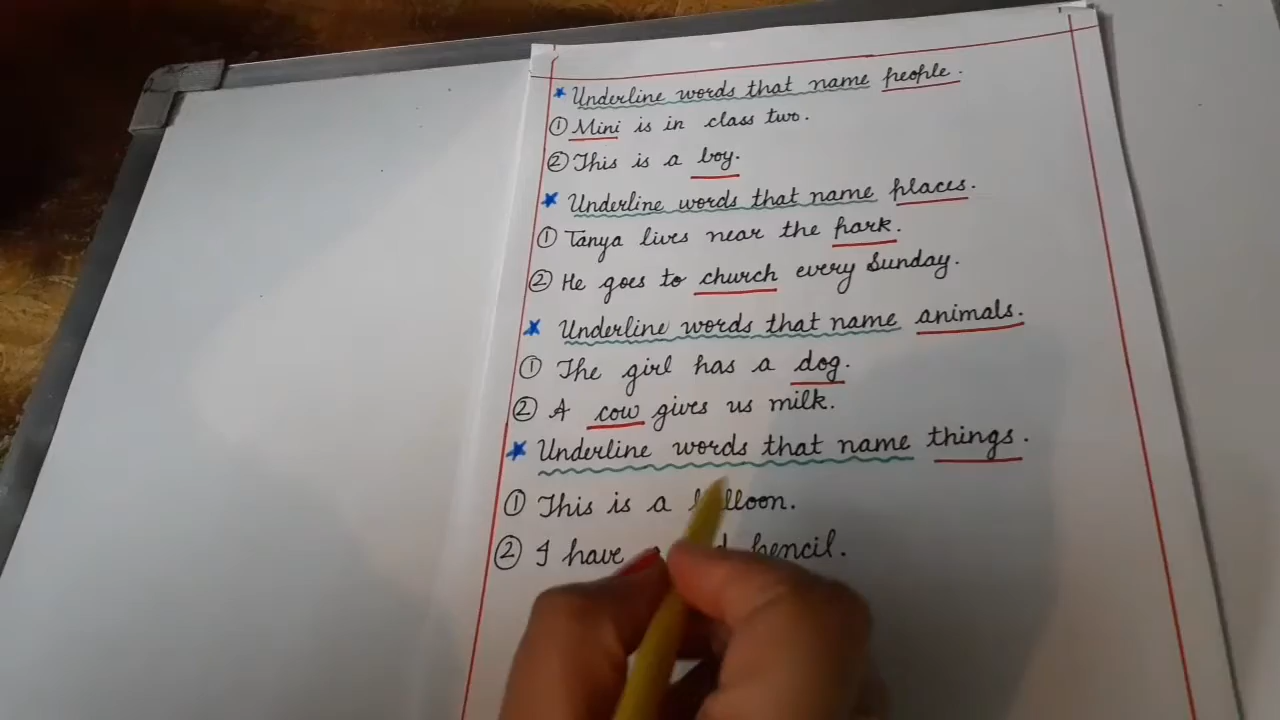 Underline words that name people.
① Mini is in class two.
② This is a boy.
Underline words that name places.
① Tanya lives near the park.
② He goes to church every Sunday.
Underline words that name animals.
① The girl has a dog.
② A cow gives us milk.
Underline words that name things.
① This is a balloon.
② I have pencil.